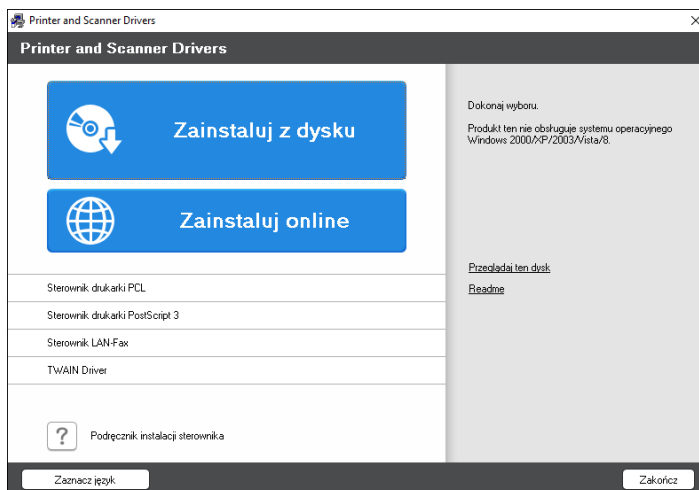 Printer and Scanner Drivers
Printer and Scanner Drivers
Zainstaluj z dysku
Zainstaluj online
Sterownik drukarki PCL
Sterownik drukarki PostScript 3
Sterownik LAN-Fax
TWAIN Driver
? Podręcznik instalacji sterownika
Dokonaj wyboru.
Produkt ten nie obsługuje systemu operacyjnego
Windows 2000/XP/2003/Vista/8.
Przeglądaj ten dysk
Readme
Zaznacz język
Zakończ